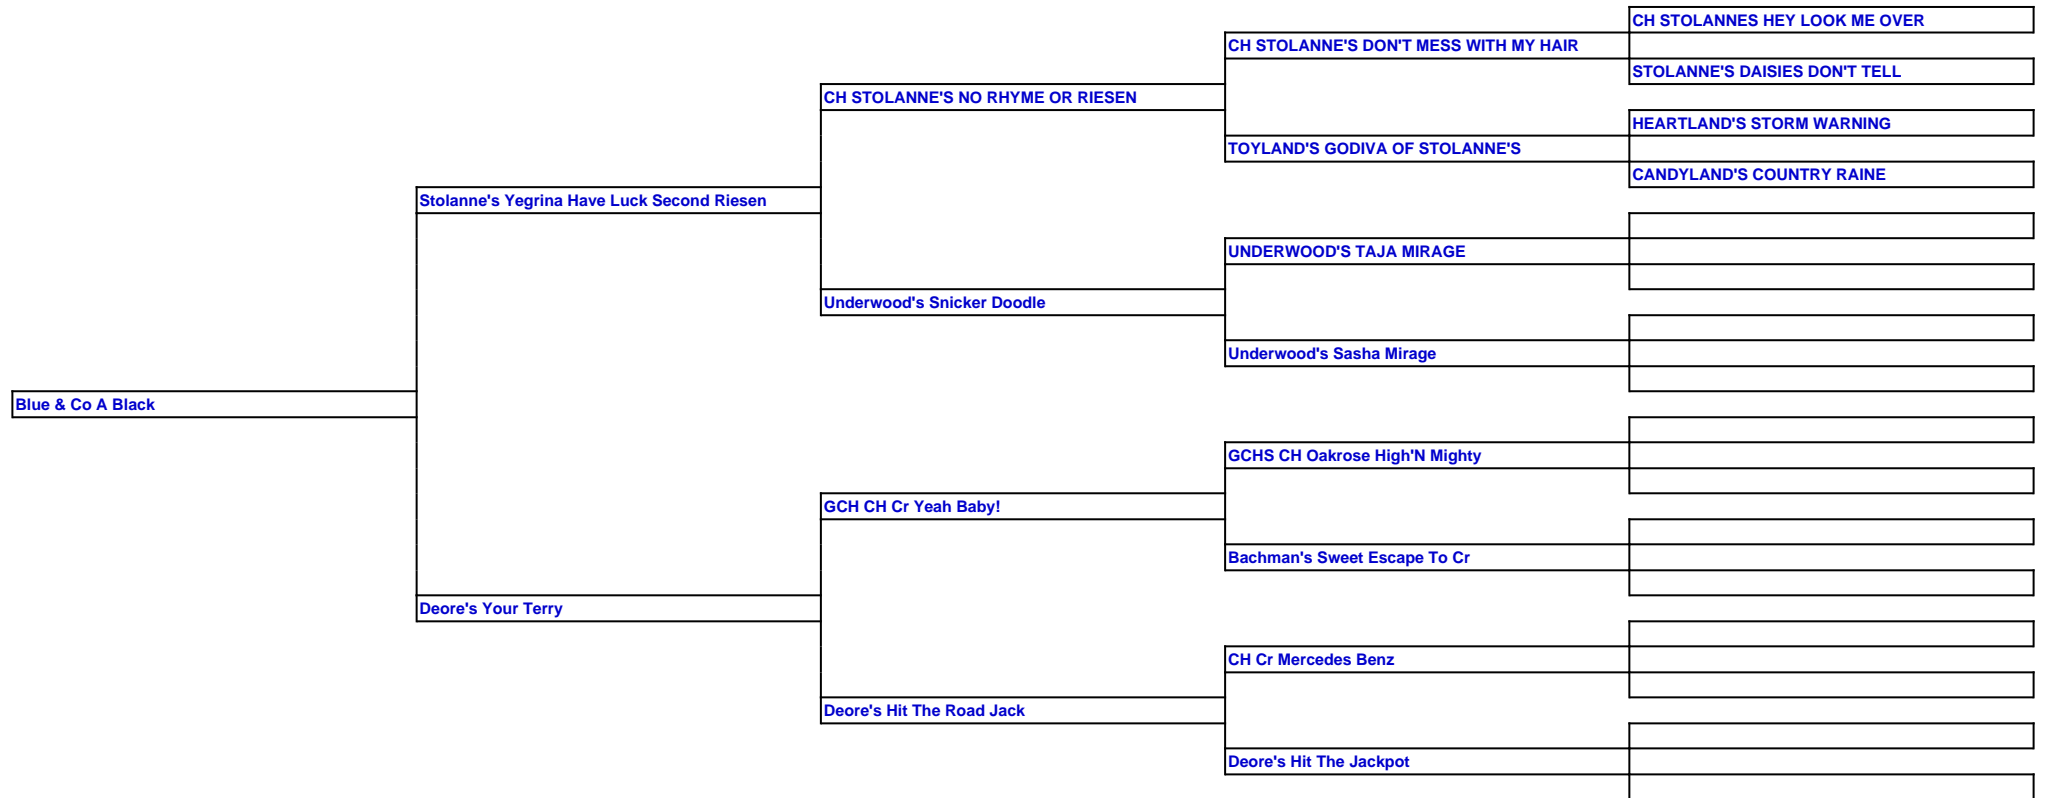 CH STOLANNES HEY LOOK ME OVER
CH STOLANNE'S DON'T MESS WITH MY HAIR
STOLANNE'S DAISIES DON'T TELL
CH STOLANNE'S NO RHYME OR RIESEN
HEARTLAND'S STORM WARNING
TOYLAND'S GODIVA OF STOLANNE'S
CANDYLAND'S COUNTRY RAINE
Stolanne's Yegrina Have Luck Second Riesen
UNDERWOOD'S TAJA MIRAGE
Underwood's Snicker Doodle
Underwood's Sasha Mirage
Blue & Co A Black
GCHS CH Oakrose High'N Mighty
GCH CH Cr Yeah Baby!
Bachman's Sweet Escape To Cr
Deore's Your Terry
CH Cr Mercedes Benz
Deore's Hit The Road Jack
Deore's Hit The Jackpot